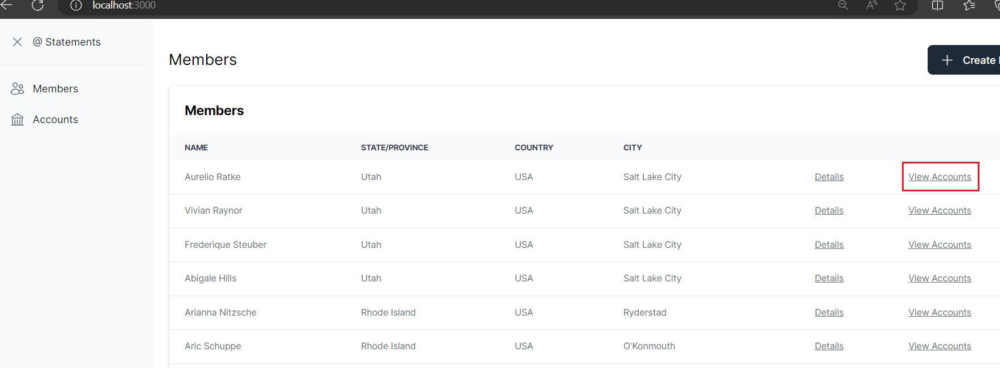 localhost:3000
@ Statements
Members
Accounts
Members
Create
Members
NAME STATE/PROVINCE COUNTRY CITY
Aurelio Ratke Utah USA Salt Lake City Details View Accounts
Vivian Raynor Utah USA Salt Lake City Details View Accounts
Frederique Steuber Utah USA Salt Lake City Details View Accounts
Abigale Hills Utah USA Salt Lake City Details View Accounts
Arianna Nitzsche Rhode Island USA Ryderstad Details View Accounts
Aric Schuppe Rhode Island USA O'Konmouth Details View Accounts